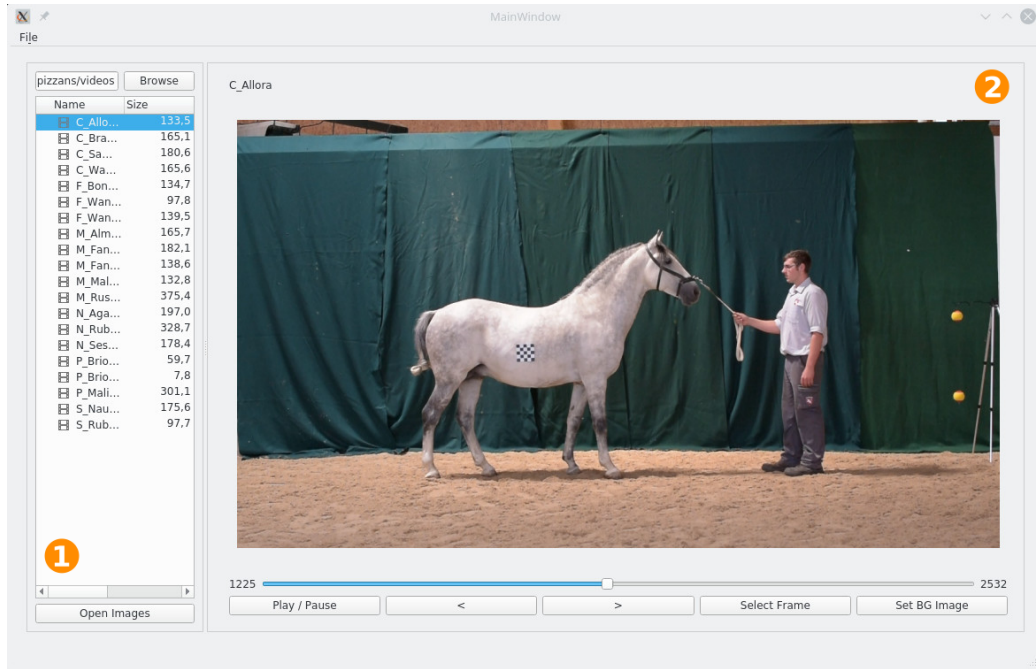 MainWindow
File
pizzans/videos Browse
Name Size
C_Allo... 133,5
C_Bra... 165,1
C_Sa... 180,6
C_Wa... 165,6
F_Bon... 134,7
F_Wan... 97,8
F_Wan... 139,5
M_Alm... 165,7
M_Fan... 182,1
M_Fan... 138,6
M_Mal... 132,8
M_Rus... 375,4
N_Aga... 197,0
N_Rub... 328,7
N_Ses... 178,4
P_Brio... 59,7
P_Brio... 7,8
P_Mali... 301,1
S_Nau... 175,6
S_Rub... 97,7
1
Open Images
C_Allora
2
1225 2532
Play / Pause < > Select Frame Set BG Image